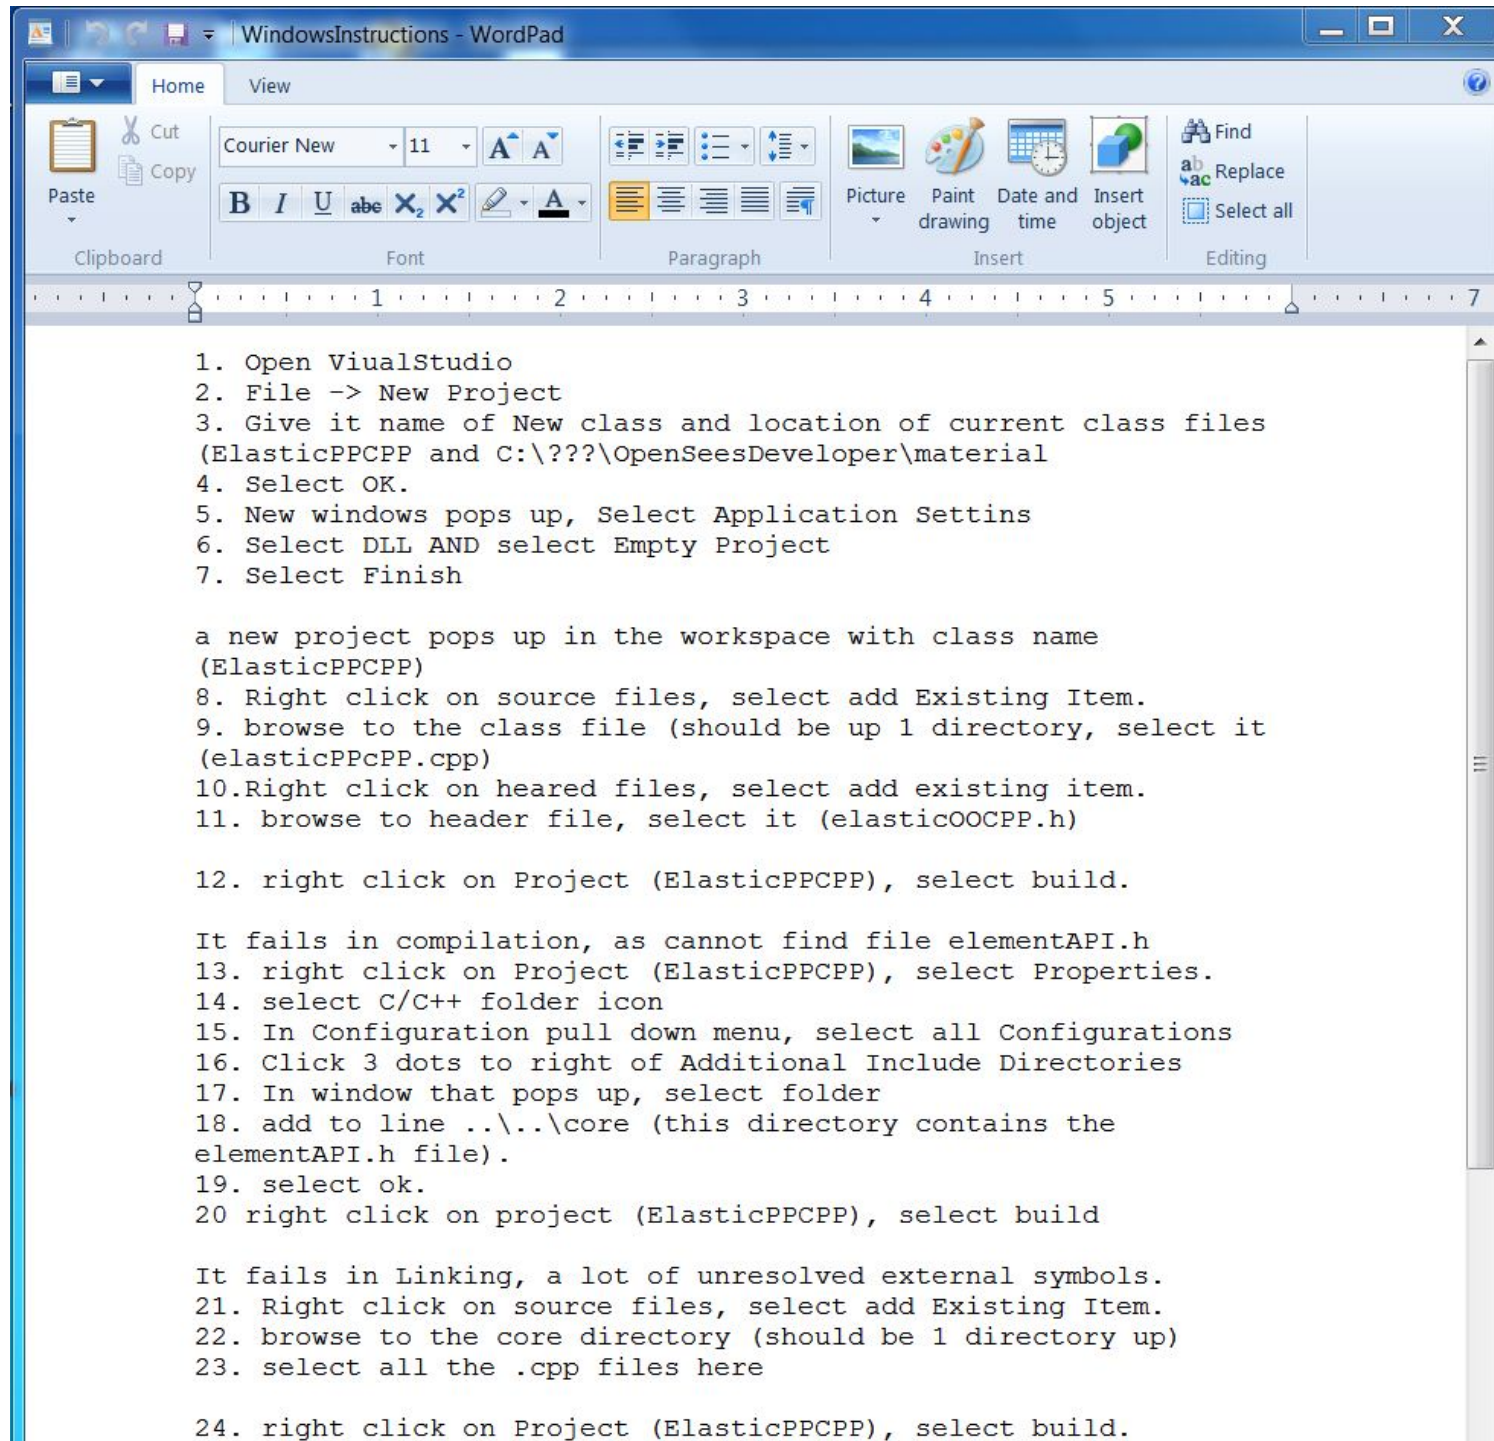 WindowsInstructions - WordPad
Home View
Cut
Copy
Paste
Clipboard
Courier New 11 A A
B I U abc X2 X2 A
Font
Paragraph
Picture
Paint drawing
Date and time
Insert object
Insert
Find
Replace
Select all
Editing
1 2 3 4 5 7
1. Open ViualStudio
2. File -> New Project
3. Give it name of New class and location of current class files
(ElasticPPCPP and C:\???\OpenSeesDeveloper\material
4. Select OK.
5. New windows pops up, Select Application Settins
6. Select DLL AND select Empty Project
7. Select Finish
a new project pops up in the workspace with class name
(ElasticPPCPP)
8. Right click on source files, select add Existing Item.
9. browse to the class file (should be up 1 directory, select it
(elasticPPcPP.cpp)
10.Right click on heared files, select add existing item.
11. browse to header file, select it (elasticOOCPP.h)
12. right click on Project (ElasticPPCPP), select build.
It fails in compilation, as cannot find file elementAPI.h
13. right click on Project (ElasticPPCPP), select Properties.
14. select C/C++ folder icon
15. In Configuration pull down menu, select all Configurations
16. Click 3 dots to right of Additional Include Directories
17. In window that pops up, select folder
18. add to line ..\..\core (this directory contains the
elementAPI.h file).
19. select ok.
20 right click on project (ElasticPPCPP), select build
It fails in Linking, a lot of unresolved external symbols.
21. Right click on source files, select add Existing Item.
22. browse to the core directory (should be 1 directory up)
23. select all the .cpp files here
24. right click on Project (ElasticPPCPP), select build.